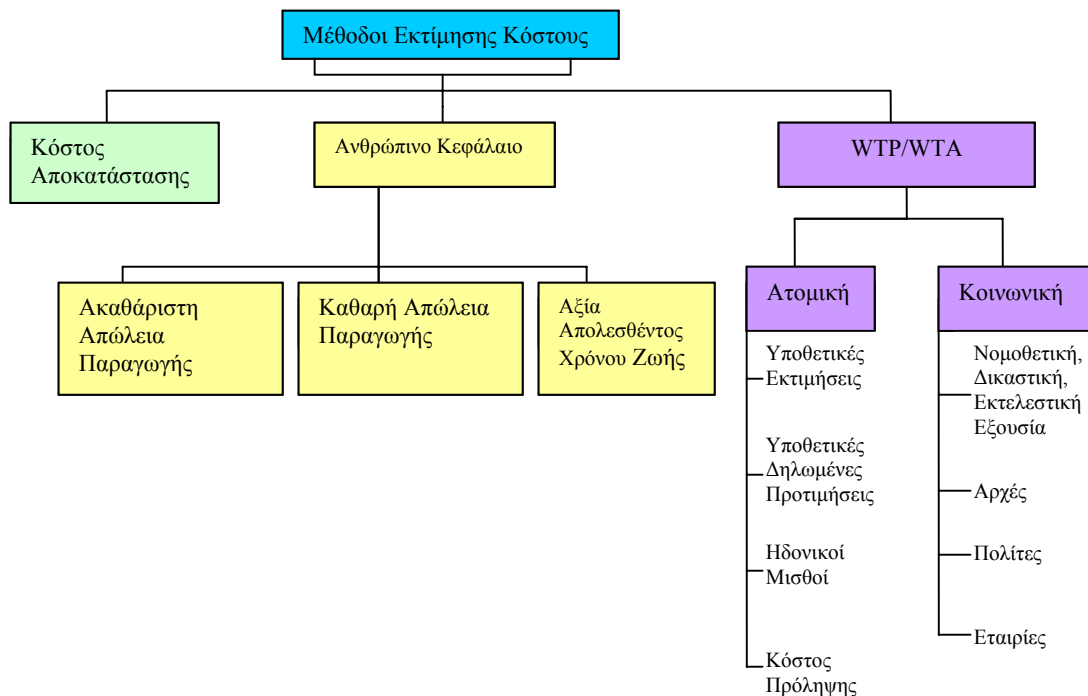 Μέθοδοι Εκτίμησης Κόστους
Κόστος
Αποκατάστασης
Ανθρώπινο Κεφάλαιο
WTP/WTA
Ακαθάριστη
Απώλεια
Παραγωγής
Καθαρή Απώλεια
Παραγωγής
Αξία
Απολεσθέντος
Χρόνου Ζωής
Ατομική
Υποθετικές
Εκτιμήσεις
Υποθετικές
Δηλωμένες
Προτιμήσεις
Ηδονικοί
Μισθοί
Κόστος
Πρόληψης
Κοινωνική
Νομοθετική,
Δικαστική,
Εκτελεστική
Εξουσία
Αρχές
Πολίτες
Εταιρίες